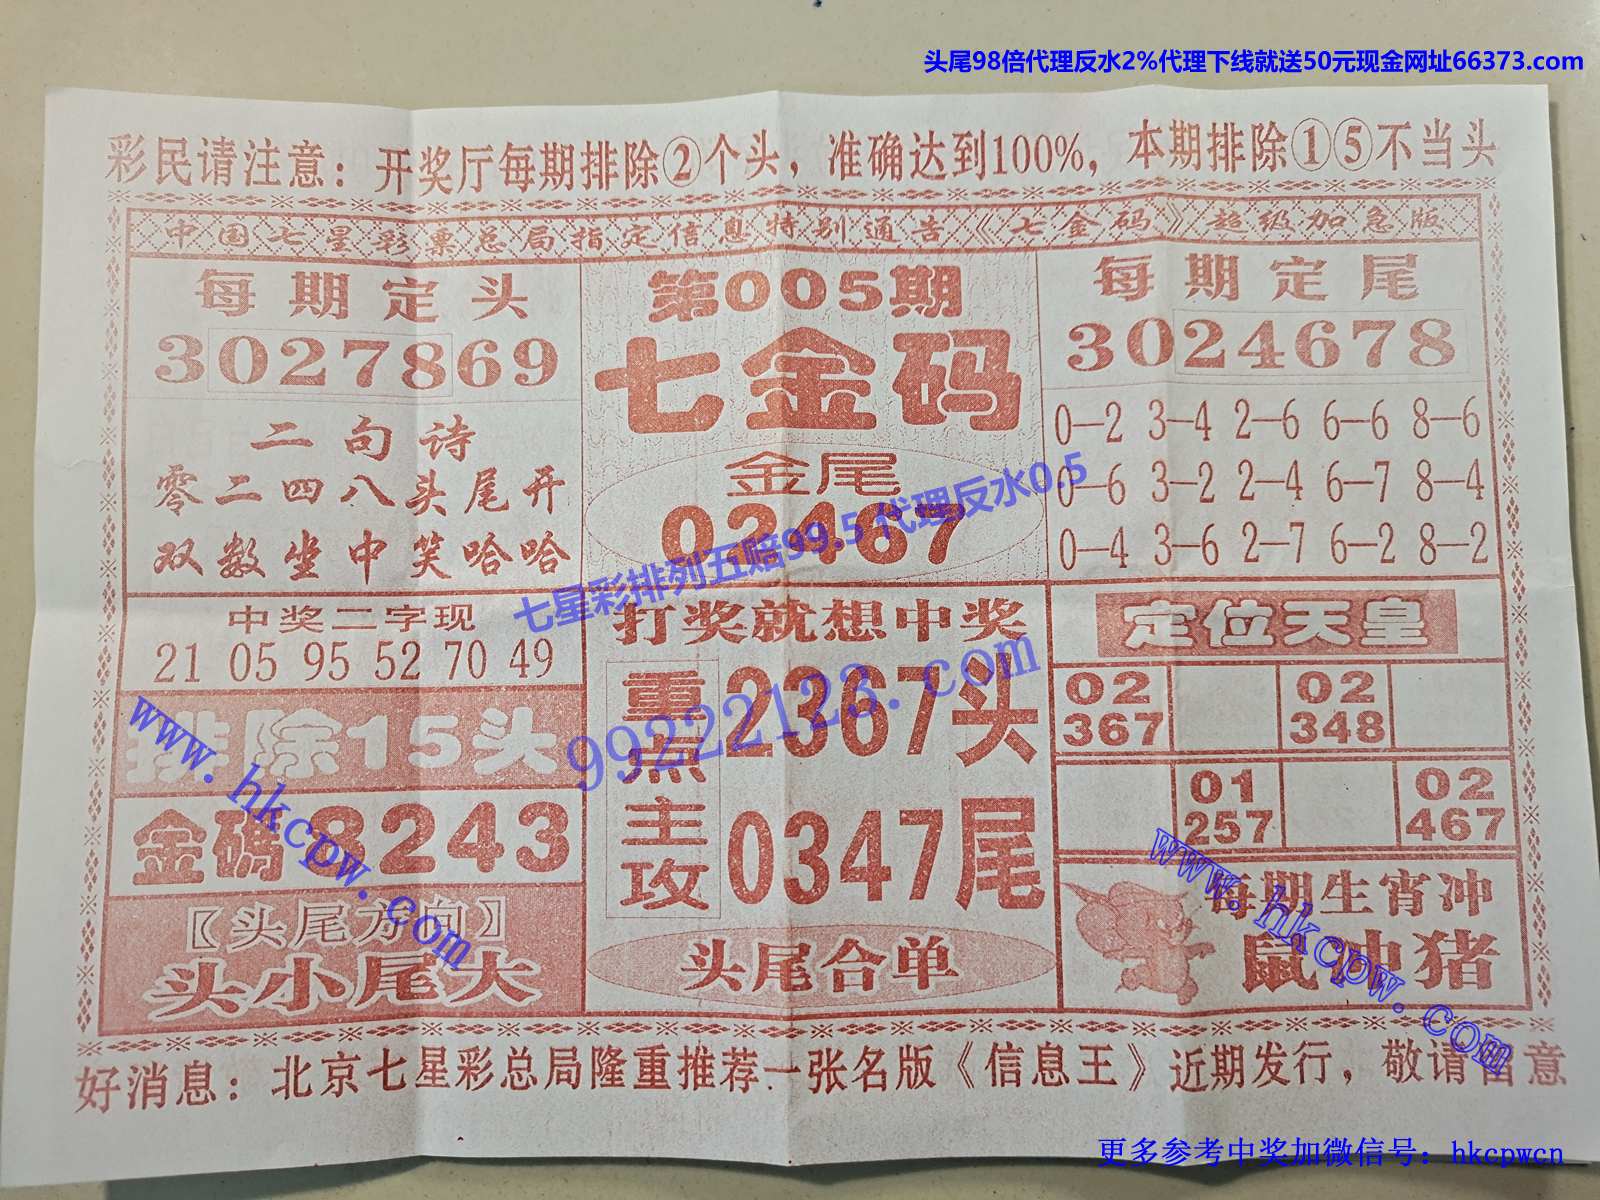 头尾98倍代理反水2%代理下线就送50元现金网址66373.com
彩民请注意：开奖厅每期排除②个头，准确达到100%，本期排除①⑤不当头
中国七星彩票总局指定信息特别通告《七金码》超级加急版
每期定头
3027869
二句诗
零二四八头尾开
双数坐中笑哈哈
第005期
七金码
金尾
02467
每期定尾
3024678
0—2 3—4 2—6 6—6 8—6
0—6 3—2 2—4 6—7 8—4
0—4 3—6 2—7 6—2 8—2
七星彩排列五赔99.5 代理反水0.5
中奖二字现
21 05 95 52 70 49
排除15头
金碼8243
【头尾方向】
头小尾大
打奖就想中奖
重点 2367头
主攻 0347尾
头尾合单
99222123.com
定位天皇
02 367 02 348
01 257 02 467
每期生宵冲
鼠冲猪
www.hkcpw.com
www.hkcpw.com
好消息：北京七星彩总局隆重推荐一张名版《信息王》近期发行，敬请留意
更多参考中奖加微信号：hkcpwcn